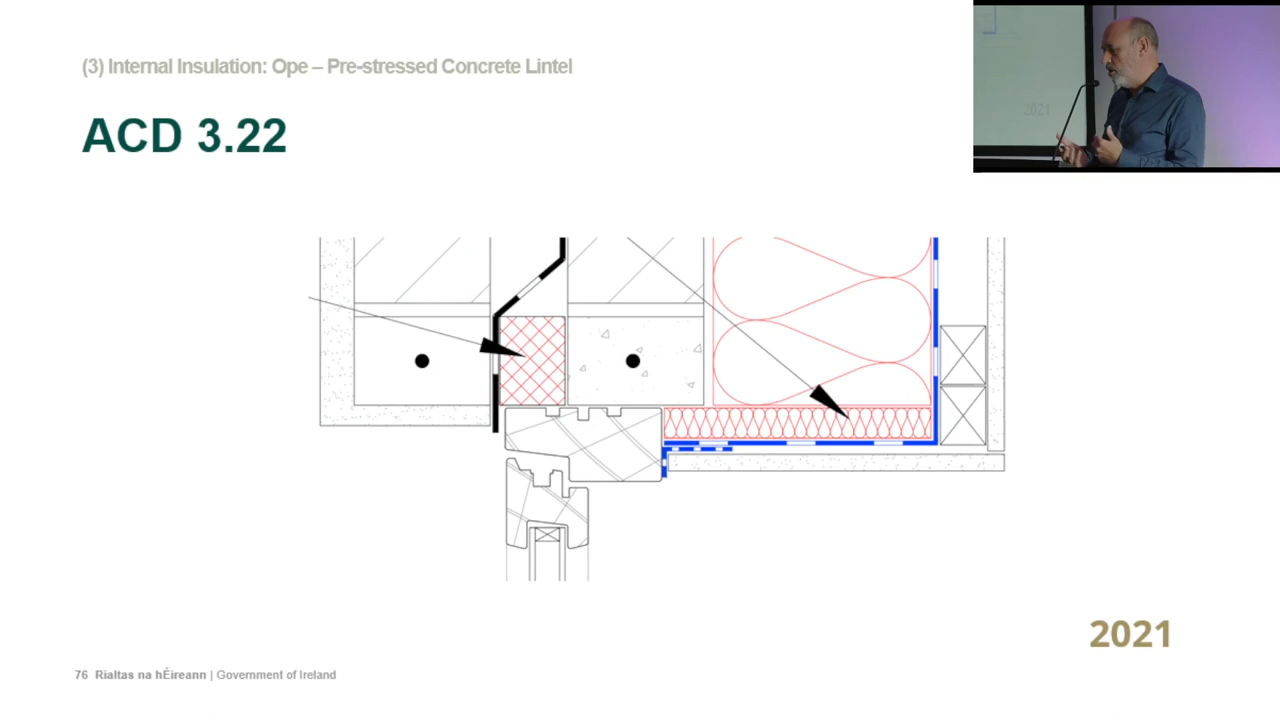 (3) Internal Insulation: Ope – Pre-stressed Concrete Lintel
ACD 3.22
2021
2021
76 Rialtas na hÉireann | Government of Ireland